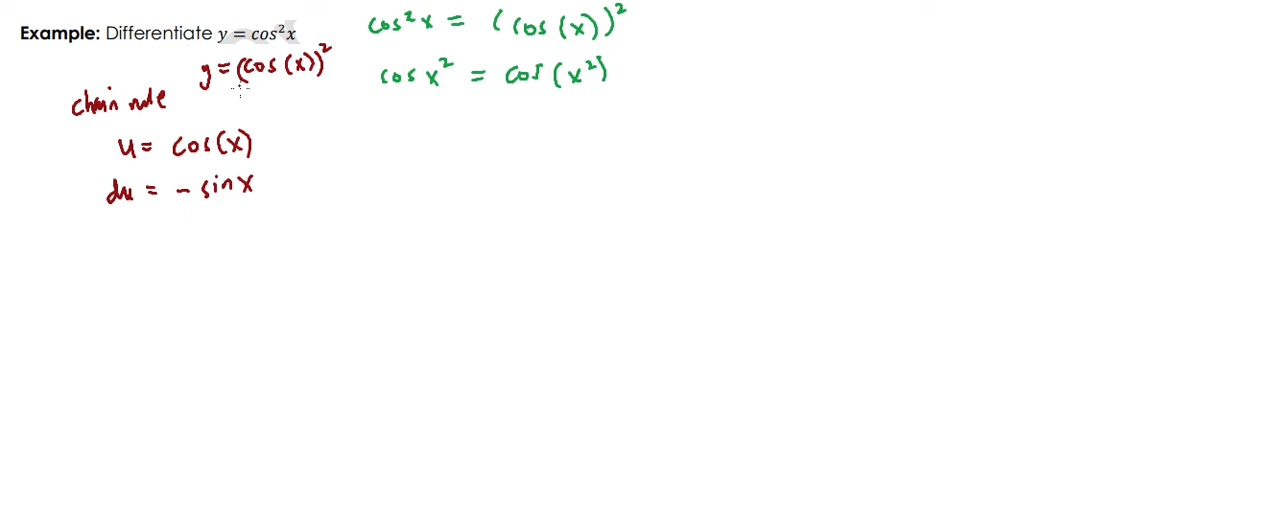 Example: Differentiate y = cos²x
cos²x = (cos(x))²
y = (cos(x))²
cos x² = cos(x²)
chain rule
u = cos(x)
du = - sin x